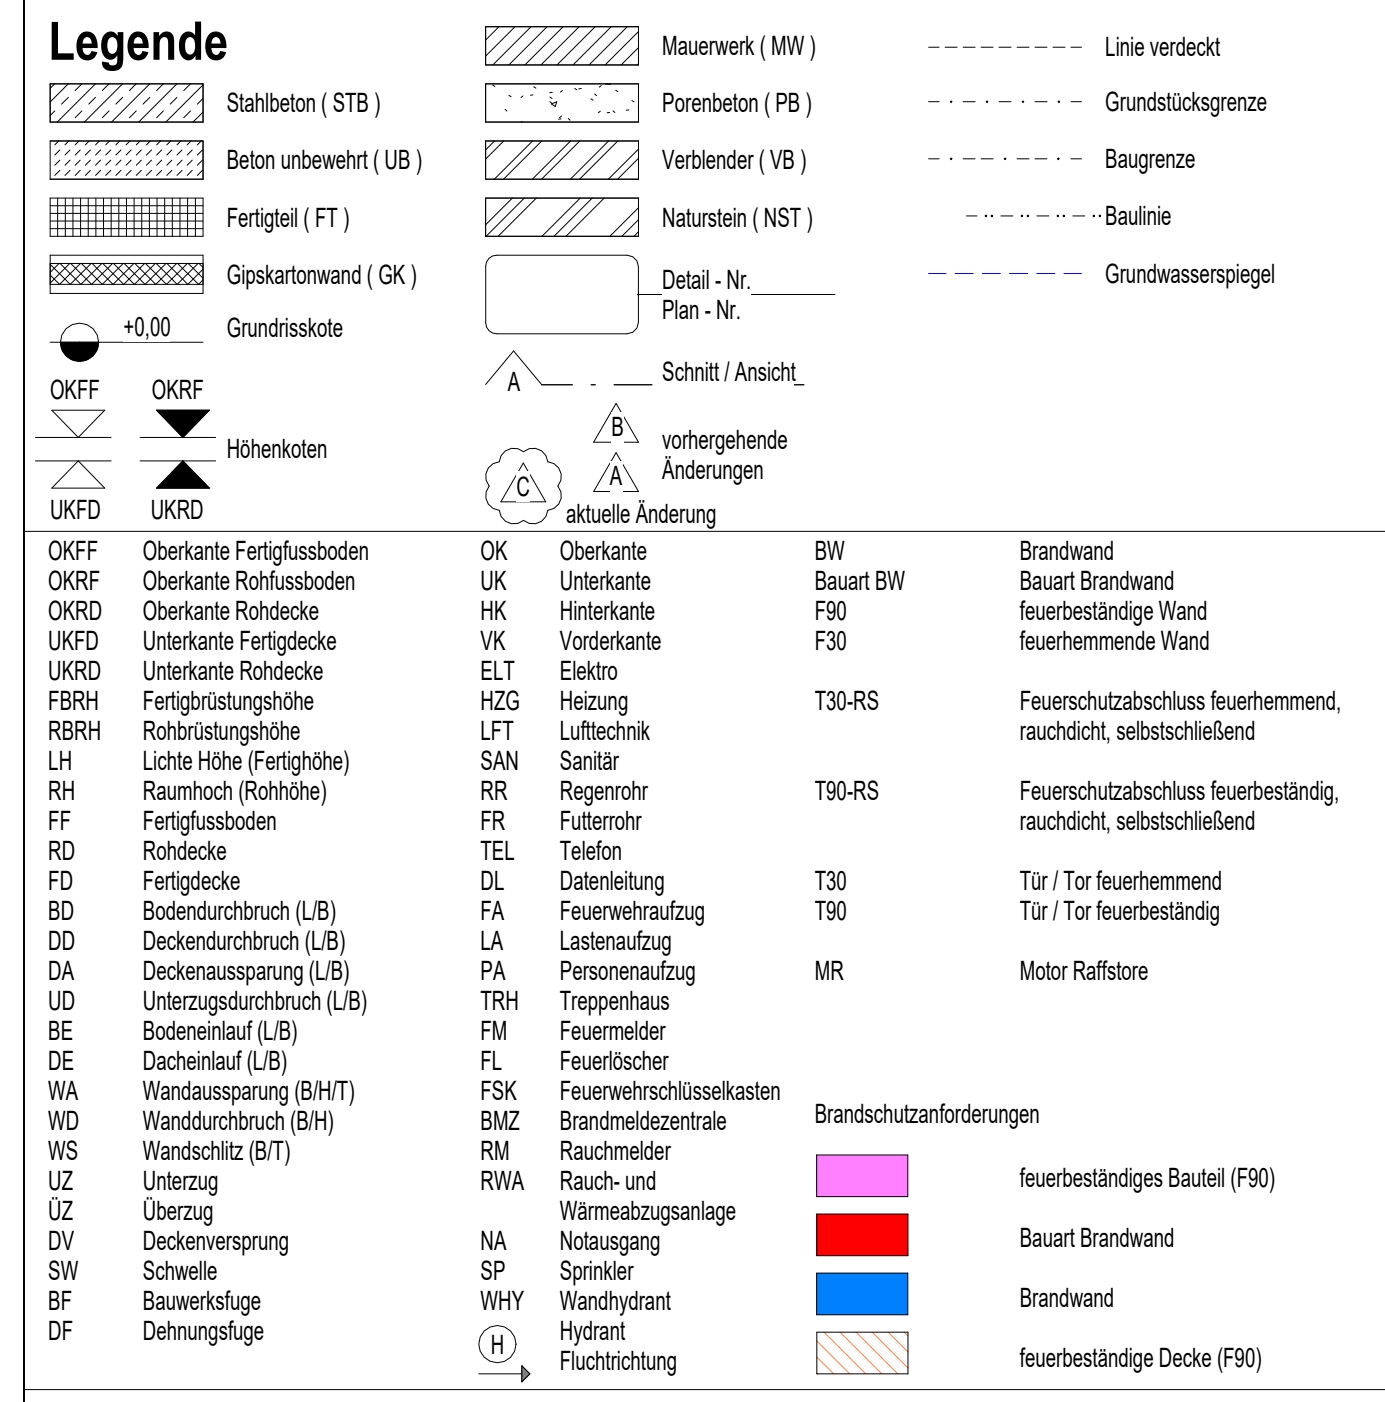 Legende
Stahlbeton ( STB )
Beton unbewehrt ( UB )
Fertigteil ( FT )
Gipskartonwand ( GK )
+0,00 Grundrisskote
OKFF OKRF
Höhenkoten
UKFD UKRD
Mauerwerk ( MW )
Porenbeton ( PB )
Verblender ( VB )
Naturstein ( NST )
Detail - Nr.
Plan - Nr.
A Schnitt / Ansicht
B
vorhergehende
Änderungen
A
C
aktuelle Änderung
Linie verdeckt
Grundstücksgrenze
Baugrenze
Baulinie
Grundwasserspiegel
OKFF Oberkante Fertigfussboden
OKRF Oberkante Rohfussboden
OKRD Oberkante Rohdecke
UKFD Unterkante Fertigdecke
UKRD Unterkante Rohdecke
FBRH Fertigbrüstungshöhe
RBRH Rohbrüstungshöhe
LH Lichte Höhe (Fertighöhe)
RH Raumhoch (Rohhöhe)
FF Fertigfussboden
RD Rohdecke
FD Fertigdecke
BD Bodendurchbruch (L/B)
DD Deckendurchbruch (L/B)
DA Deckenaussparung (L/B)
UD Unterzugsdurchbruch (L/B)
BE Bodeneinlauf (L/B)
DE Dacheinlauf (L/B)
WA Wandaussparung (B/H/T)
WD Wanddurchbruch (B/H)
WS Wandschlitz (B/T)
UZ Unterzug
ÜZ Überzug
DV Deckenversprung
SW Schwelle
BF Bauwerksfuge
DF Dehnungsfuge
OK Oberkante
UK Unterkante
HK Hinterkante
VK Vorderkante
ELT Elektro
HZG Heizung
LFT Lufttechnik
SAN Sanitär
RR Regenrohr
FR Futterrohr
TEL Telefon
DL Datenleitung
FA Feuerwehraufzug
LA Lastenaufzug
PA Personenaufzug
TRH Treppenhaus
FM Feuermelder
FL Feuerlöscher
FSK Feuerwehrschlüsselkasten
BMZ Brandmeldezentrale
RM Rauchmelder
RWA Rauch- und
Wärmeabzugsanlage
NA Notausgang
SP Sprinkler
WHY Wandhydrant
H Hydrant
Fluchtrichtung
BW Brandwand
Bauart BW Bauart Brandwand
F90 feuerbeständige Wand
F30 feuerhemmende Wand
T30-RS Feuerschutzabschluss feuerhemmend,
rauchdicht, selbstschließend
T90-RS Feuerschutzabschluss feuerbeständig,
rauchdicht, selbstschließend
T30 Tür / Tor feuerhemmend
T90 Tür / Tor feuerbeständig
MR Motor Raffstore
Brandschutzanforderungen
feuerbeständiges Bauteil (F90)
Bauart Brandwand
Brandwand
feuerbeständige Decke (F90)